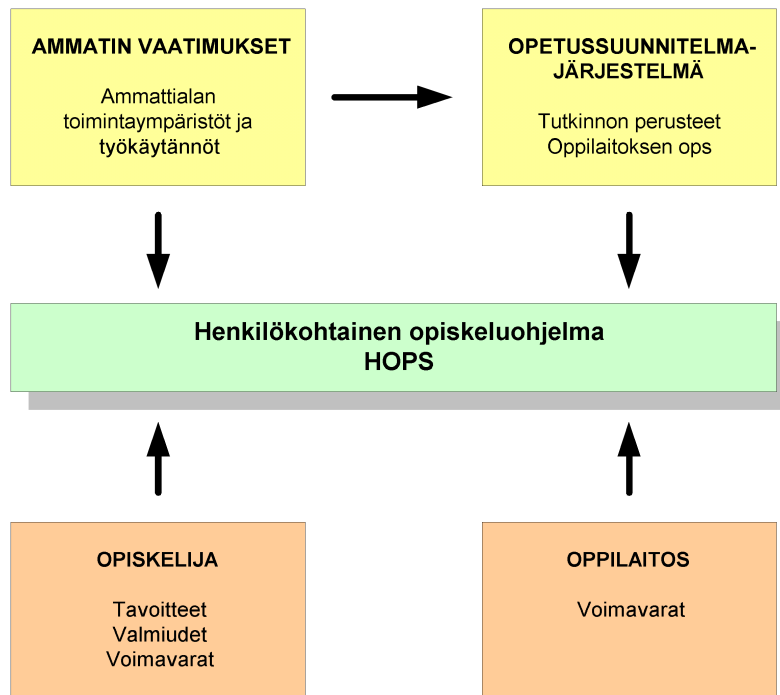 AMMATIN VAATIMUKSET
Ammattialan
toimintaympäristöt ja
työkäytännöt
OPETUSSUUNNITELMA-
JÄRJESTELMÄ
Tutkinnon perusteet
Oppilaitoksen ops
Henkilökohtainen opiskeluohjelma
HOPS
OPISKELIJA
Tavoitteet
Valmiudet
Voimavarat
OPPILAITOS
Voimavarat